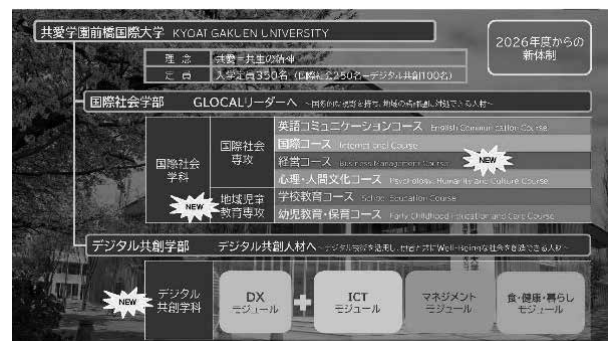 共愛学園前橋国際大学 KYOAI GAKUEN UNIVERSITY
2026年度からの
新体制
理 念 共愛=共生の精神
定 員 入学定員350名 (国際社会250名−デジタル共創100名)
国際社会学部 GLOCALリーダーへ
国際社会
学科
NEW
国際社会
専攻
英語コミュニケーションコース English Communication Course
国際コース International Course
経営コース Business Management Course NEW
心理・人間文化コース Psychology, Human and Culture Course
地域児童
教育専攻
学校教育コース School Education Course
幼児教育・保育コース Early Childhood Education and Care Course
デジタル共創学部 デジタル共創人材へ
NEW
デジタル
共創学科
DX
モジュール
ICT
モジュール
マネジメント
モジュール
食・健康・暮らし
モジュール